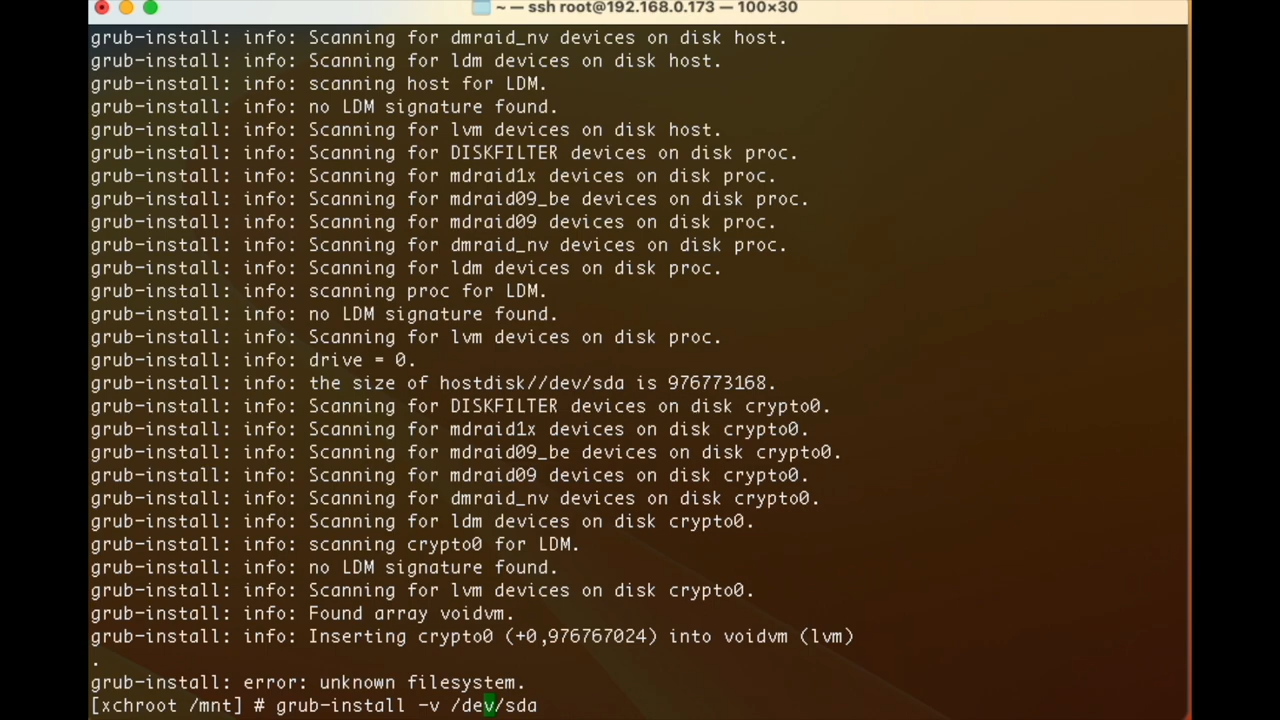 ~ — ssh root@192.168.0.173 — 100×30
grub-install: info: Scanning for dmraid_nv devices on disk host.
grub-install: info: Scanning for ldm devices on disk host.
grub-install: info: scanning host for LDM.
grub-install: info: no LDM signature found.
grub-install: info: Scanning for lvm devices on disk host.
grub-install: info: Scanning for DISKFILTER devices on disk proc.
grub-install: info: Scanning for mdraid1x devices on disk proc.
grub-install: info: Scanning for mdraid09_be devices on disk proc.
grub-install: info: Scanning for mdraid09 devices on disk proc.
grub-install: info: Scanning for dmraid_nv devices on disk proc.
grub-install: info: Scanning for ldm devices on disk proc.
grub-install: info: scanning proc for LDM.
grub-install: info: no LDM signature found.
grub-install: info: Scanning for lvm devices on disk proc.
grub-install: info: drive = 0.
grub-install: info: the size of hostdisk//dev/sda is 976773168.
grub-install: info: Scanning for DISKFILTER devices on disk crypto0.
grub-install: info: Scanning for mdraid1x devices on disk crypto0.
grub-install: info: Scanning for mdraid09_be devices on disk crypto0.
grub-install: info: Scanning for mdraid09 devices on disk crypto0.
grub-install: info: Scanning for dmraid_nv devices on disk crypto0.
grub-install: info: Scanning for ldm devices on disk crypto0.
grub-install: info: scanning crypto0 for LDM.
grub-install: info: no LDM signature found.
grub-install: info: Scanning for lvm devices on disk crypto0.
grub-install: info: Found array voidvm.
grub-install: info: Inserting crypto0 (+0,976767024) into voidvm (lvm)
.
grub-install: error: unknown filesystem.
[xchroot /mnt] # grub-install -v /dev/sda